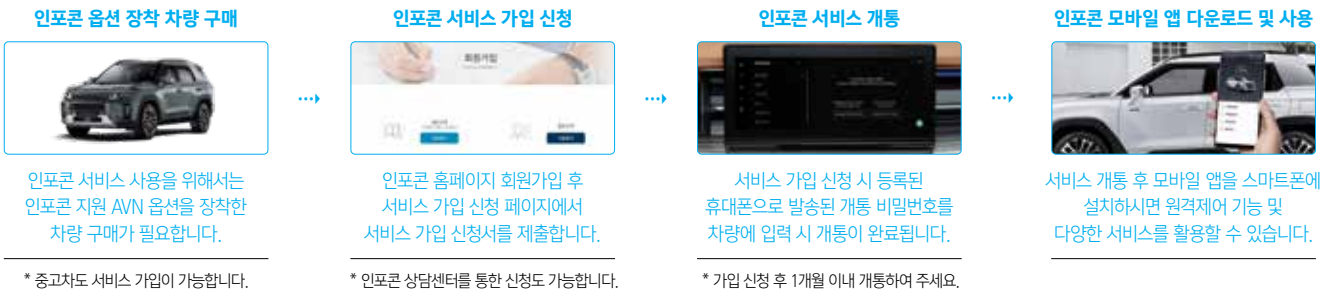 인포콘 옵션 장착 차량 구매
인포콘 서비스 사용을 위해서는
인포콘 지원 AVN 옵션을 장착한
차량 구매가 필요합니다.
* 중고차도 서비스 가입이 가능합니다.
인포콘 서비스 가입 신청
회원가입
인포콘 홈페이지 회원가입 후
서비스 가입 신청 페이지에서
서비스 가입 신청서를 제출합니다.
* 인포콘 상담센터를 통한 신청도 가능합니다.
인포콘 서비스 개통
서비스 가입 신청 시 등록된
휴대폰으로 발송된 개통 비밀번호를
차량에 입력 시 개통이 완료됩니다.
* 가입 신청 후 1개월 이내 개통하여 주세요.
인포콘 모바일 앱 다운로드 및 사용
서비스 개통 후 모바일 앱을 스마트폰에
설치하시면 원격제어 기능 및
다양한 서비스를 활용할 수 있습니다.